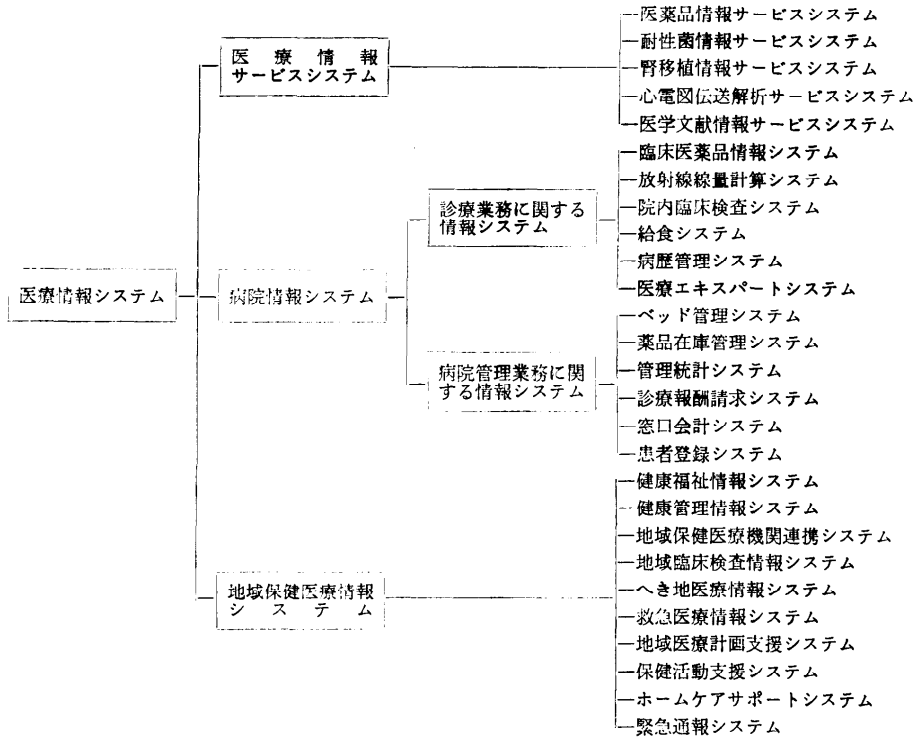 医療情報システム
医療情報
サービスシステム
医薬品情報サービスシステム
耐性菌情報サービスシステム
腎移植情報サービスシステム
心電図伝送解析サービスシステム
医学文献情報サービスシステム
病院情報システム
診療業務に関する
情報システム
臨床医薬品情報システム
放射線線量計算システム
院内臨床検査システム
給食システム
病歴管理システム
医療エキスパートシステム
病院管理業務に関
する情報システム
ベッド管理システム
薬品在庫管理システム
管理統計システム
診療報酬請求システム
窓口会計システム
患者登録システム
地域保健医療情報
システム
健康福祉情報システム
健康管理情報システム
地域保健医療機関連携システム
地域臨床検査情報システム
へき地医療情報システム
救急医療情報システム
地域医療計画支援システム
保健活動支援システム
ホームケアサポートシステム
緊急通報システム